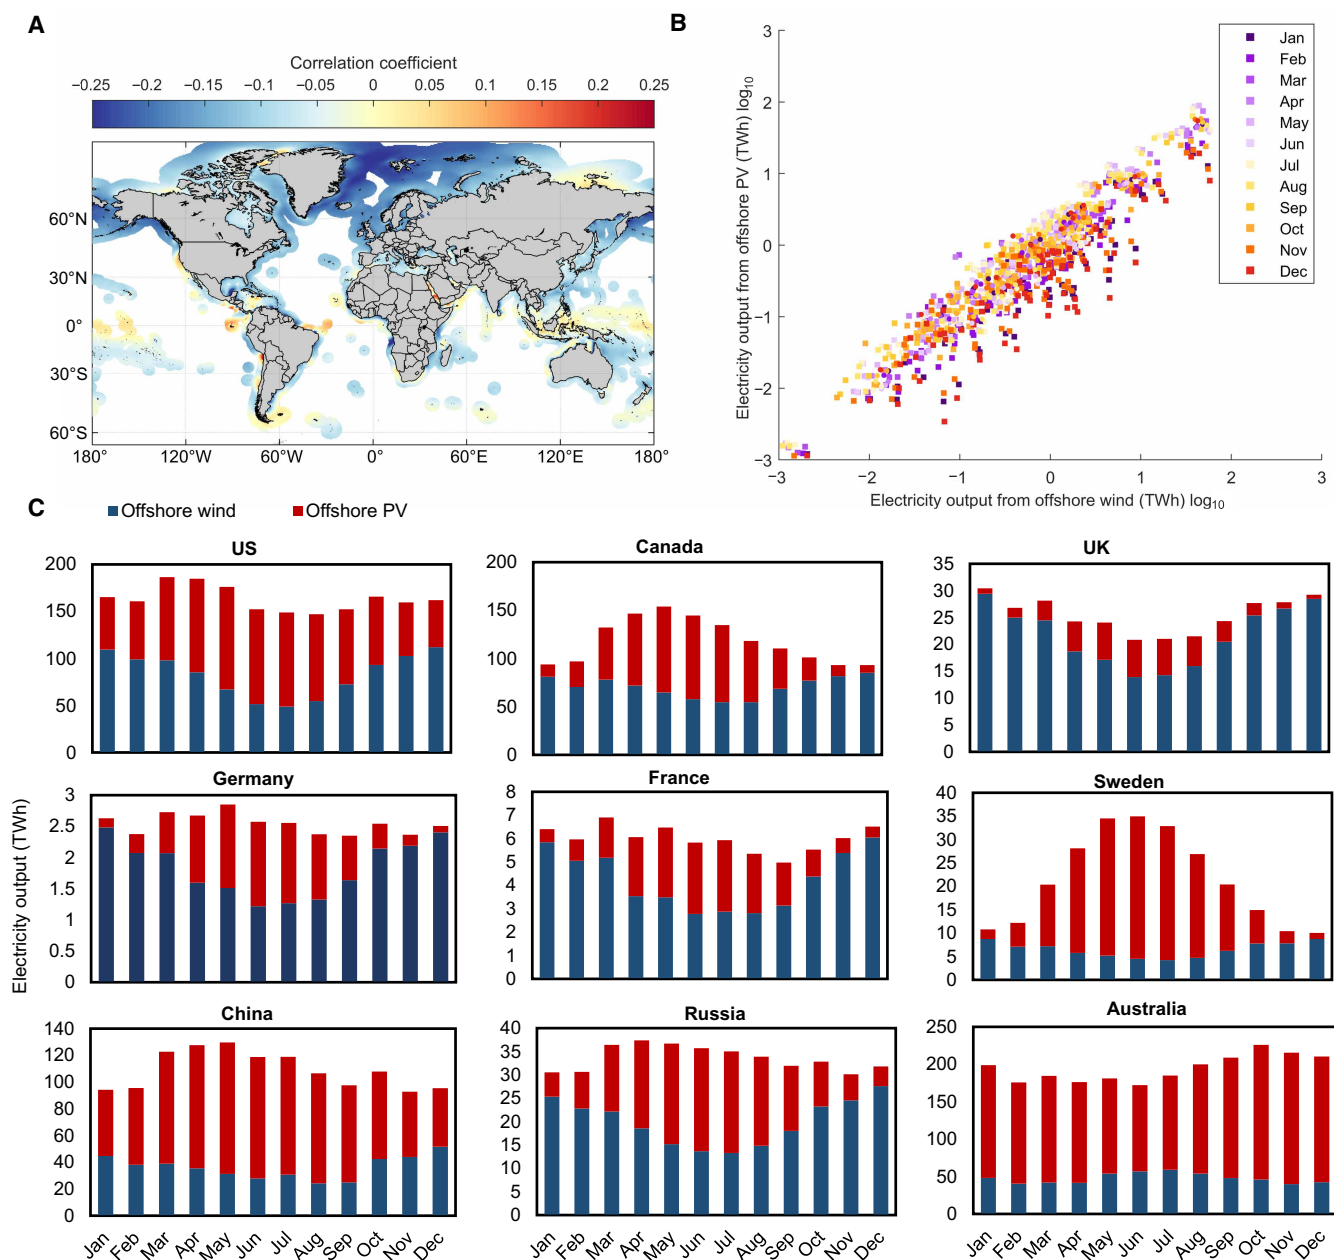 A
Correlation coefficient
−0.25 −0.2 −0.15 −0.1 −0.05 0 0.05 0.1 0.15 0.2 0.25
60°N
30°N
0°
30°S
60°S
180° 120°W 60°W 0° 60°E 120°E 180°
B
Electricity output from offshore PV (TWh) log10
3
2
1
0
−1
−2
−3
−3 −2 −1 0 1 2 3
Electricity output from offshore wind (TWh) log10
Jan
Feb
Mar
Apr
May
Jun
Jul
Aug
Sep
Oct
Nov
Dec
C
Offshore wind Offshore PV
Electricity output (TWh)
US
200
150
100
50
0
Canada
200
150
100
50
0
UK
35
30
25
20
15
10
5
0
Germany
3
2.5
2
1.5
1
0.5
0
France
8
7
6
5
4
3
2
1
0
Sweden
40
35
30
25
20
15
10
5
0
China
140
120
100
80
60
40
20
0
Jan Feb Mar Apr May Jun Jul Aug Sep Oct Nov Dec
Russia
40
35
30
25
20
15
10
5
0
Jan Feb Mar Apr May Jun Jul Aug Sep Oct Nov Dec
Australia
250
200
150
100
50
0
Jan Feb Mar Apr May Jun Jul Aug Sep Oct Nov Dec